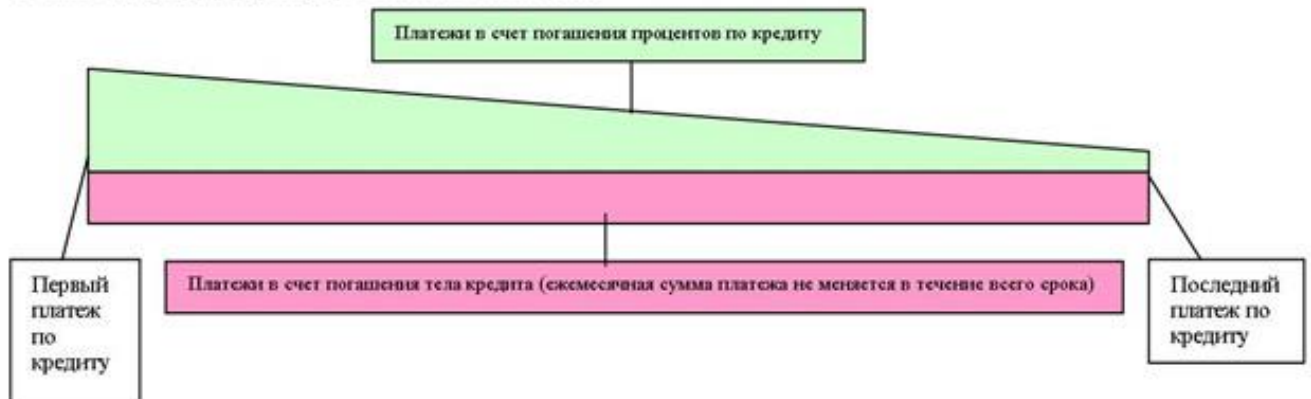 Платежи в счет погашения процентов по кредиту
Платежи в счет погашения тела кредита (ежемесячная сумма платежа не меняется в течение всего срока)
Первый
платеж
по
кредиту
Последний
платеж по
кредиту